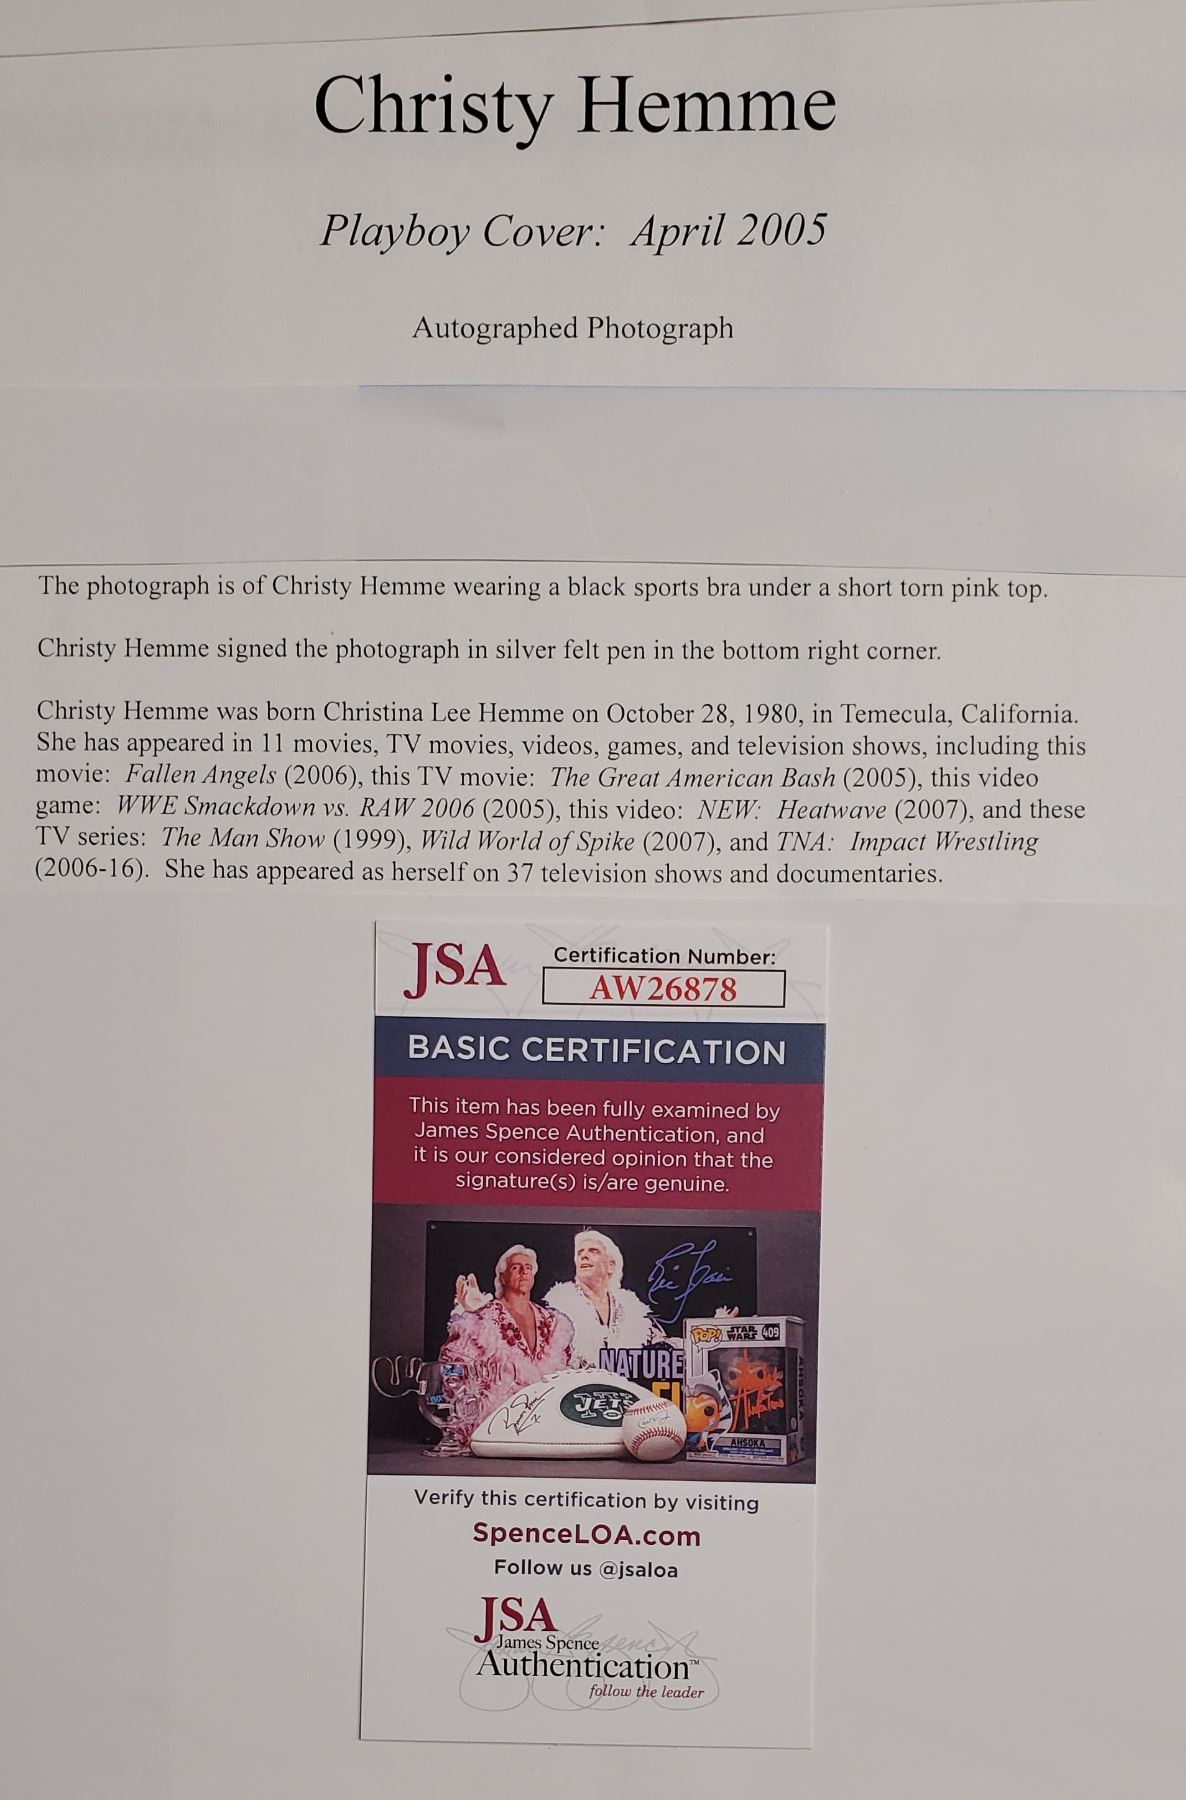 Christy Hemme
Playboy Cover: April 2005
Autographed Photograph
The photograph is of Christy Hemme wearing a black sports bra under a short torn pink top.
Christy Hemme signed the photograph in silver felt pen in the bottom right corner.
Christy Hemme was born Christina Lee Hemme on October 28, 1980, in Temecula, California.
She has appeared in 11 movies, TV movies, videos, games, and television shows, including this
movie: Fallen Angels (2006), this TV movie: The Great American Bash (2005), this video
game: WWE Smackdown vs. RAW 2006 (2005), this video: NEW: Heatwave (2007), and these
TV series: The Man Show (1999), Wild World of Spike (2007), and TNA: Impact Wrestling
(2006-16). She has appeared as herself on 37 television shows and documentaries.
JSA
Certification Number:
AW26878
BASIC CERTIFICATION
This item has been fully examined by
James Spence Authentication, and
it is our considered opinion that the
signature(s) is/are genuine.
NATURE
JETS
POP!
STAR
WARS
409
AHSOKA
AHSOKA
Verify this certification by visiting
SpenceLOA.com
Follow us @jsaloa
JSA
James Spence
Authentication™
follow the leader